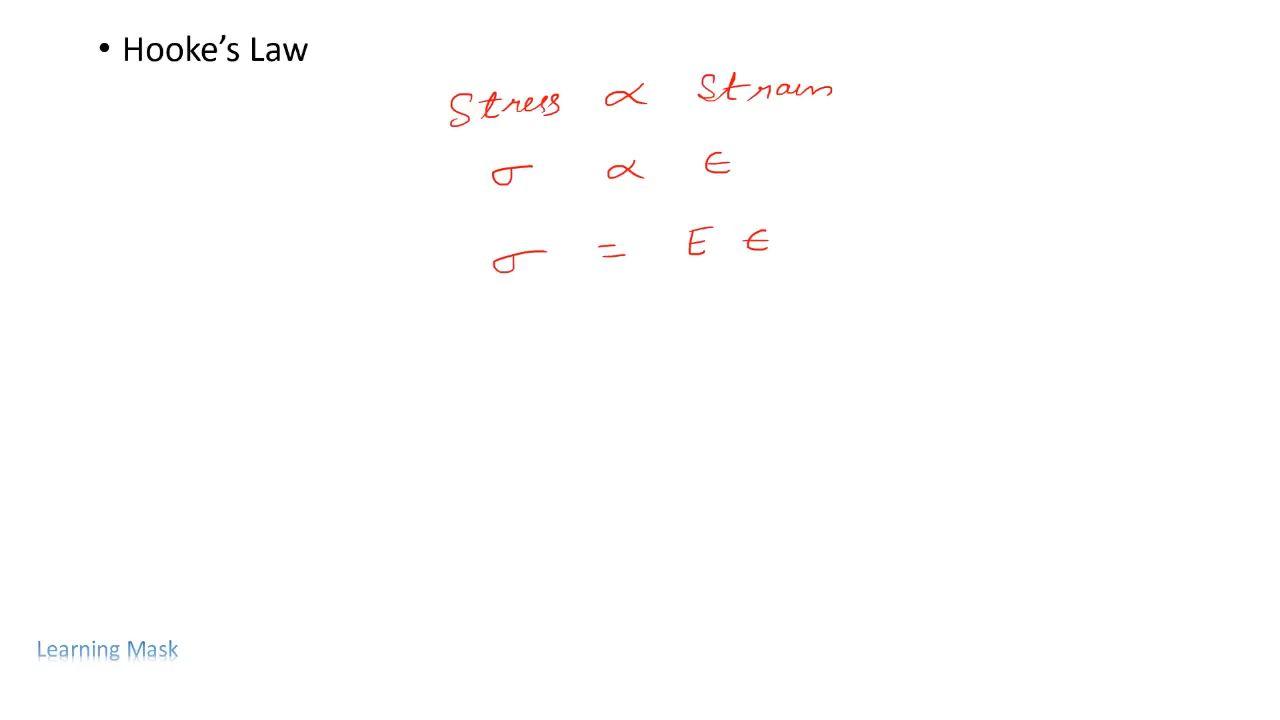 • Hooke’s Law
Stress ∝ Strain
σ ∝ ϵ
σ = E ϵ
Learning Mask